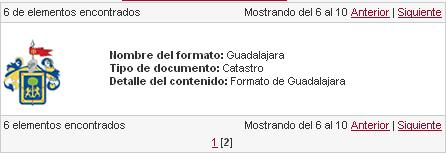 6 de elementos encontrados Mostrando del 6 al 10 Anterior | Siguiente
Nombre del formato: Guadalajara
Tipo de documento: Catastro
Detalle del contenido: Formato de Guadalajara
6 elementos encontrados Mostrando del 6 al 10 Anterior | Siguiente
1 [2]